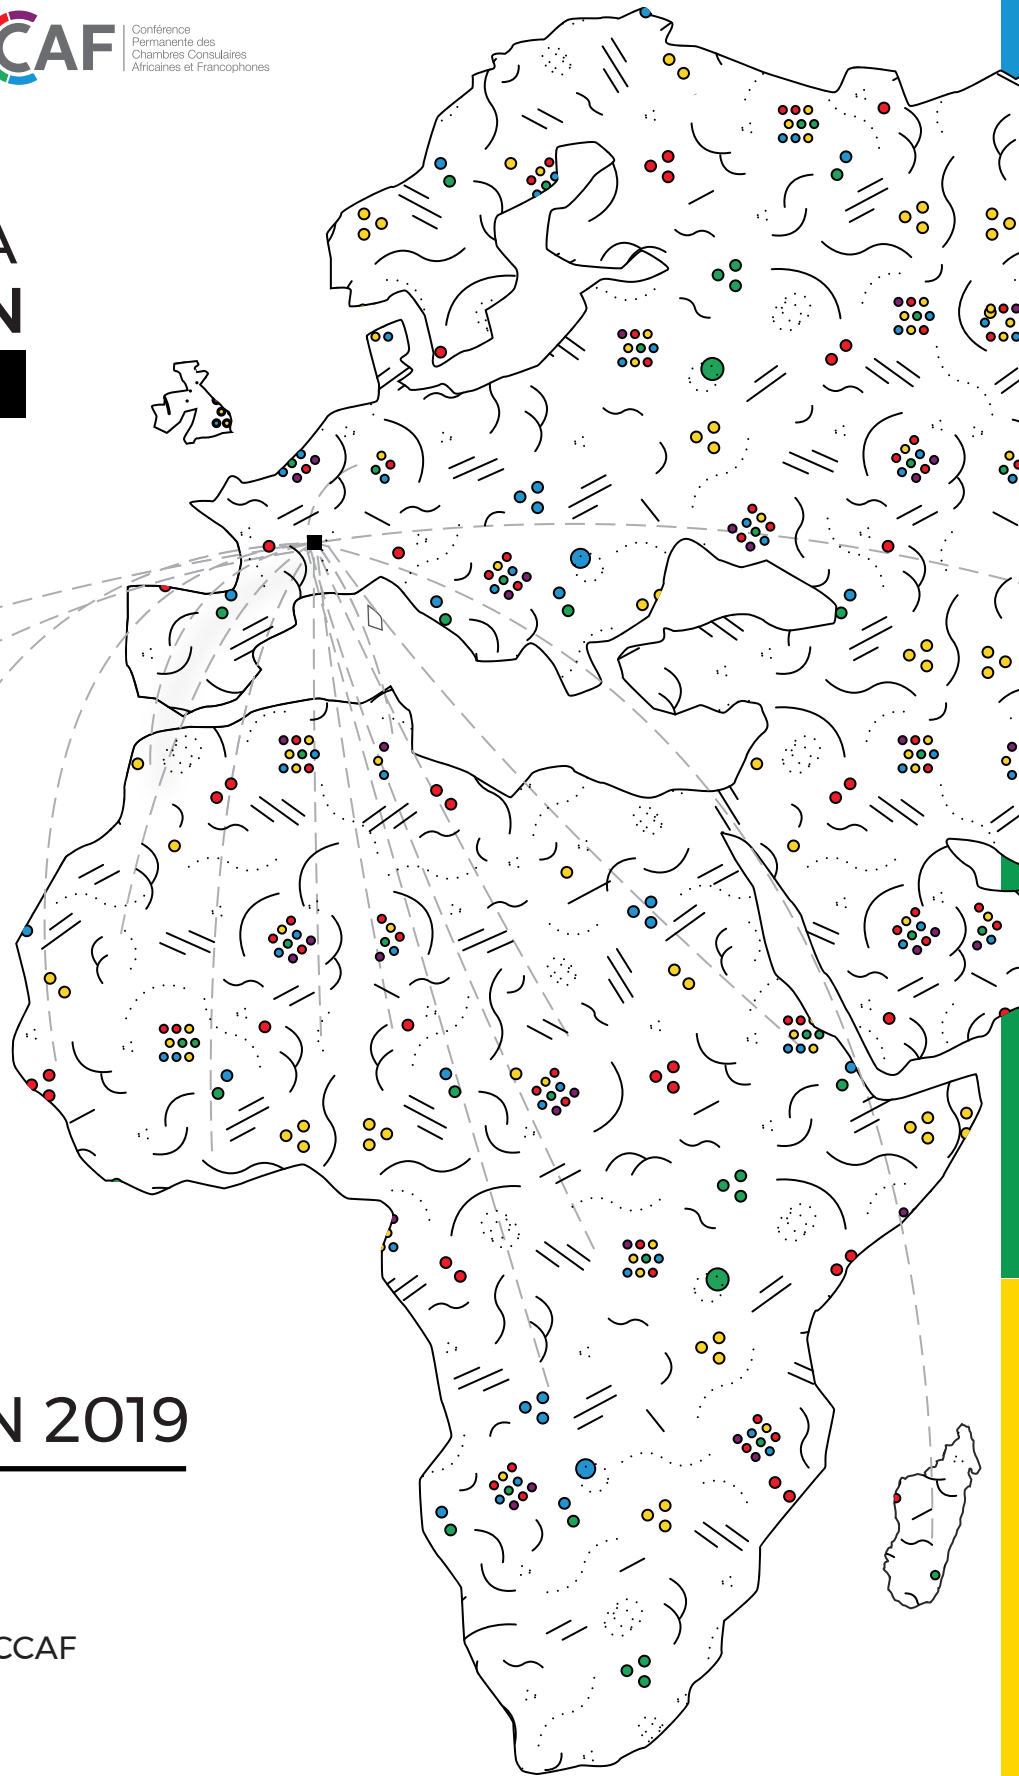 CAF
Conférence
Permanente des
Chambres Consulaires
Africaines et Francophones
A
N
N 2019
CCAF